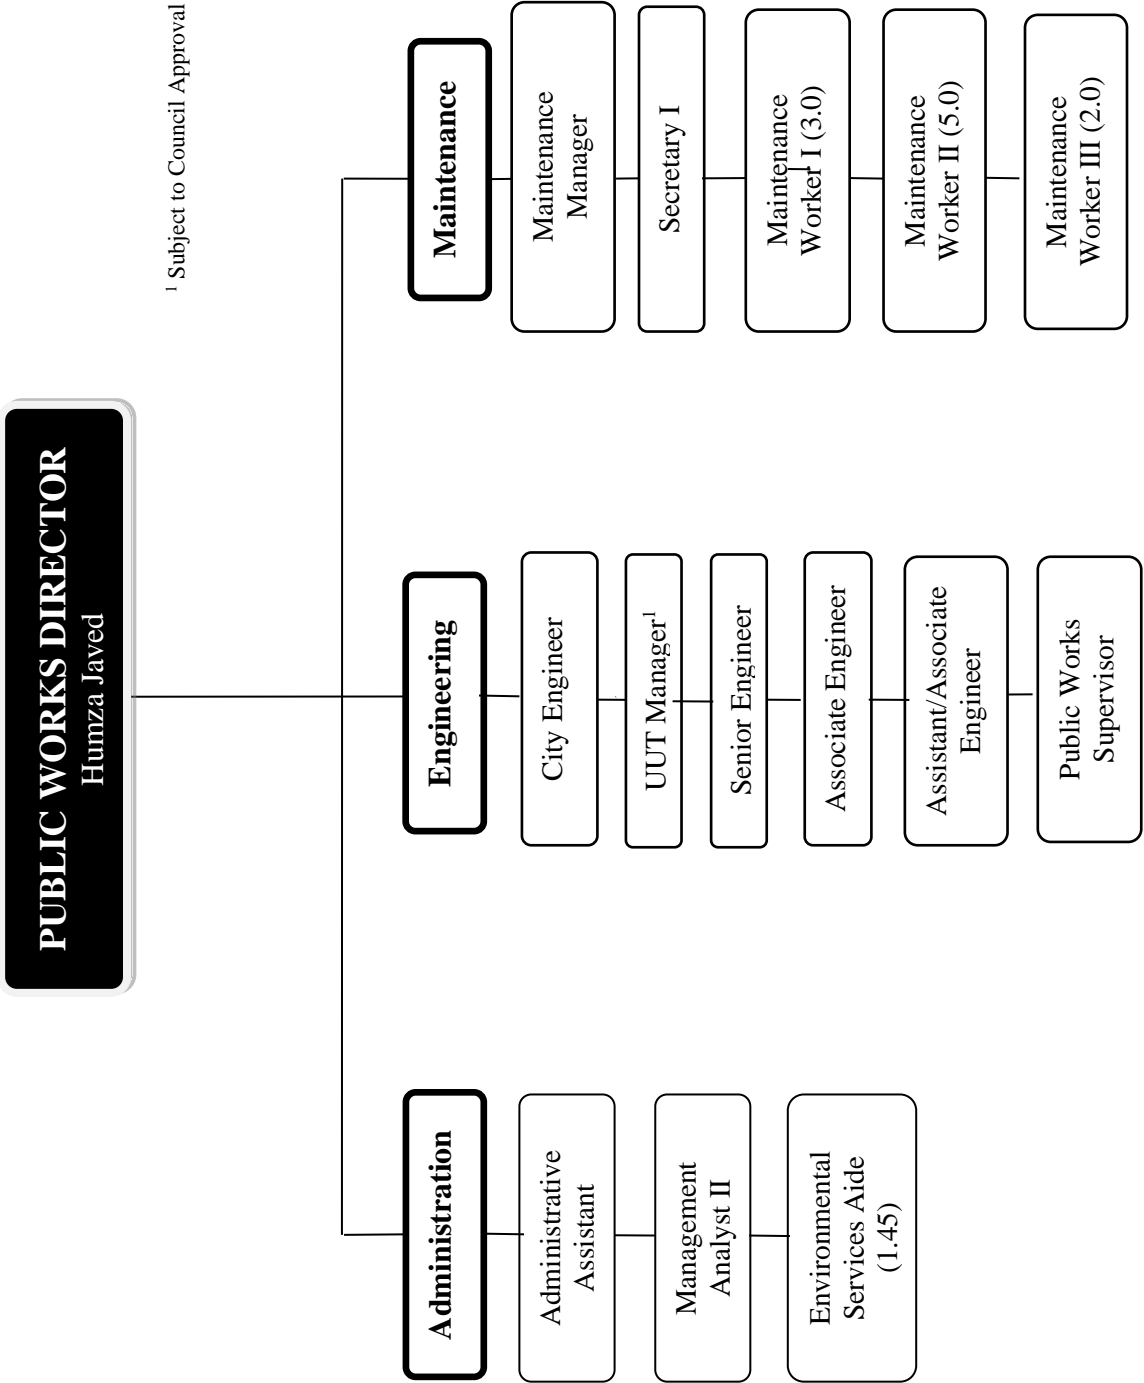 PUBLIC WORKS DIRECTOR
Humza Javed
¹ Subject to Council Approval
Administration
Administrative
Assistant
Management
Analyst II
Environmental
Services Aide
(1.45)
Engineering
City Engineer
UUT Manager¹
Senior Engineer
Associate Engineer
Assistant/Associate
Engineer
Public Works
Supervisor
Maintenance
Maintenance
Manager
Secretary I
Maintenance
Worker I (3.0)
Maintenance
Worker II (5.0)
Maintenance
Worker III (2.0)